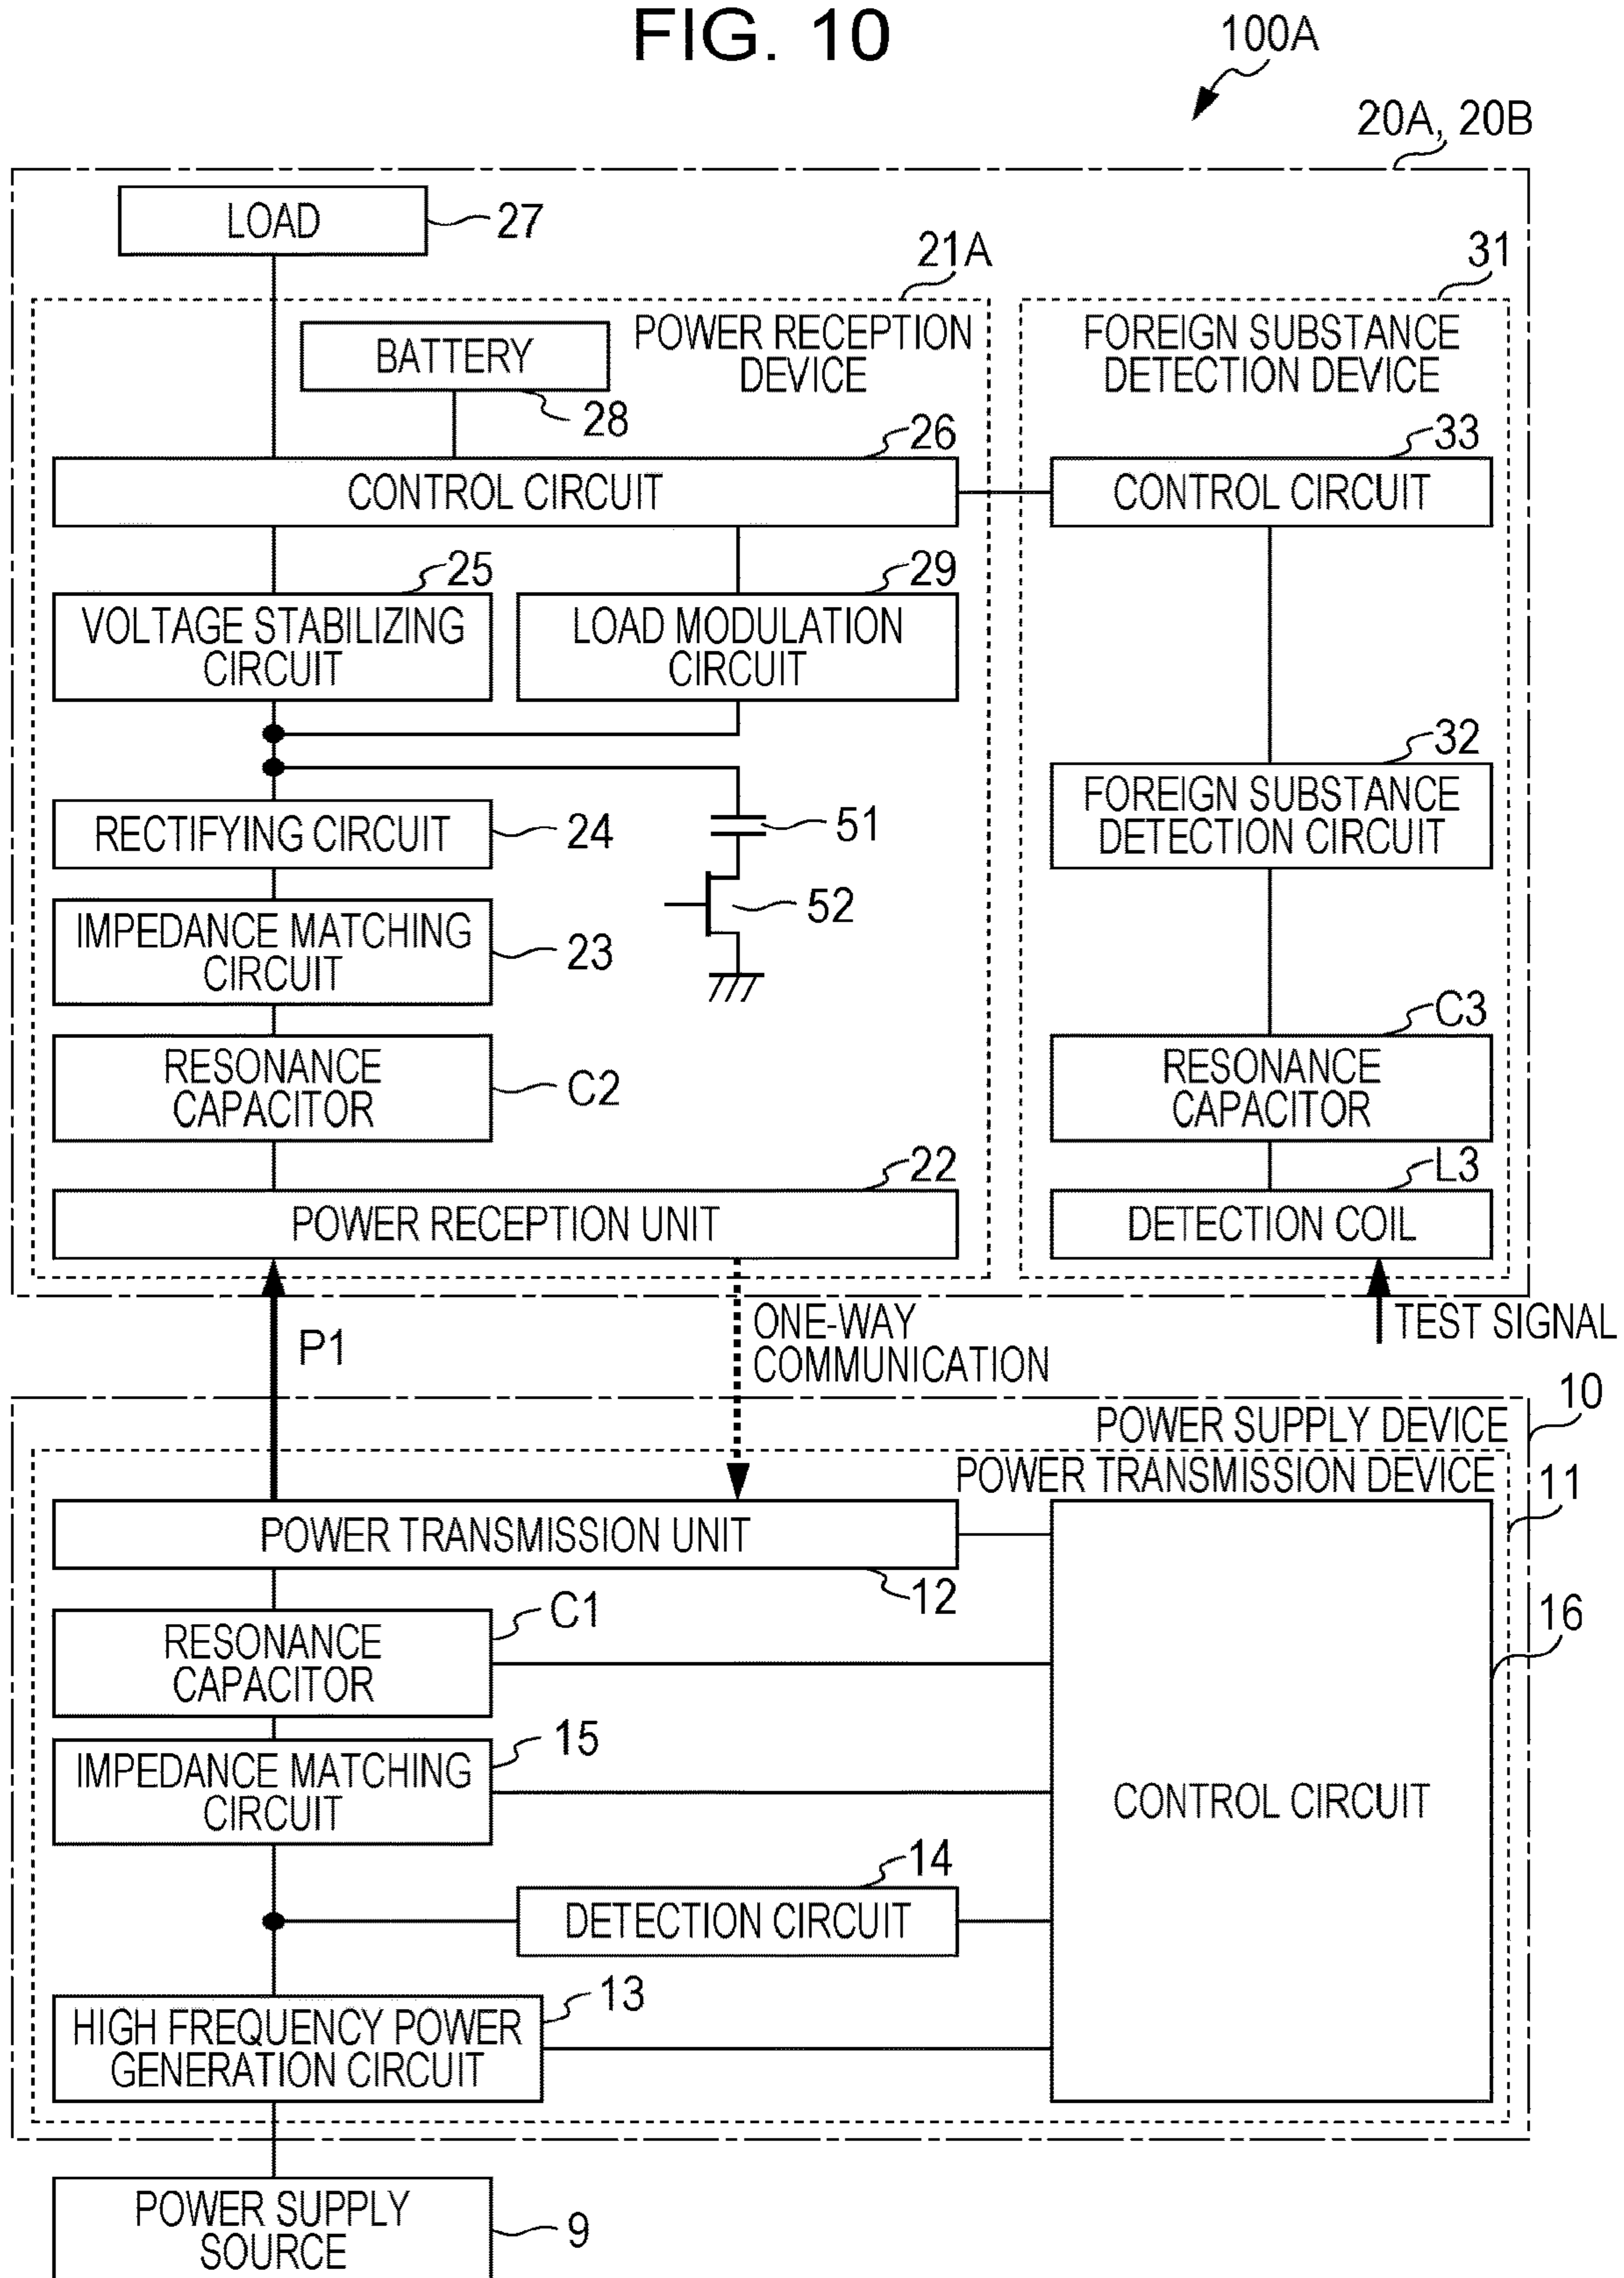 FIG. 10
100A
20A, 20B
LOAD
27
21A
31
BATTERY
28
POWER RECEPTION
DEVICE
FOREIGN SUBSTANCE
DETECTION DEVICE
26
33
CONTROL CIRCUIT
CONTROL CIRCUIT
25
29
VOLTAGE STABILIZING
CIRCUIT
LOAD MODULATION
CIRCUIT
32
FOREIGN SUBSTANCE
DETECTION CIRCUIT
RECTIFYING CIRCUIT
24
51
52
IMPEDANCE MATCHING
CIRCUIT
23
RESONANCE
CAPACITOR
C2
C3
RESONANCE
CAPACITOR
22
L3
POWER RECEPTION UNIT
DETECTION COIL
P1
ONE-WAY
COMMUNICATION
TEST SIGNAL
10
POWER SUPPLY DEVICE
POWER TRANSMISSION DEVICE
11
POWER TRANSMISSION UNIT
12
C1
16
RESONANCE
CAPACITOR
15
IMPEDANCE MATCHING
CIRCUIT
CONTROL CIRCUIT
14
DETECTION CIRCUIT
13
HIGH FREQUENCY POWER
GENERATION CIRCUIT
POWER SUPPLY
SOURCE
9